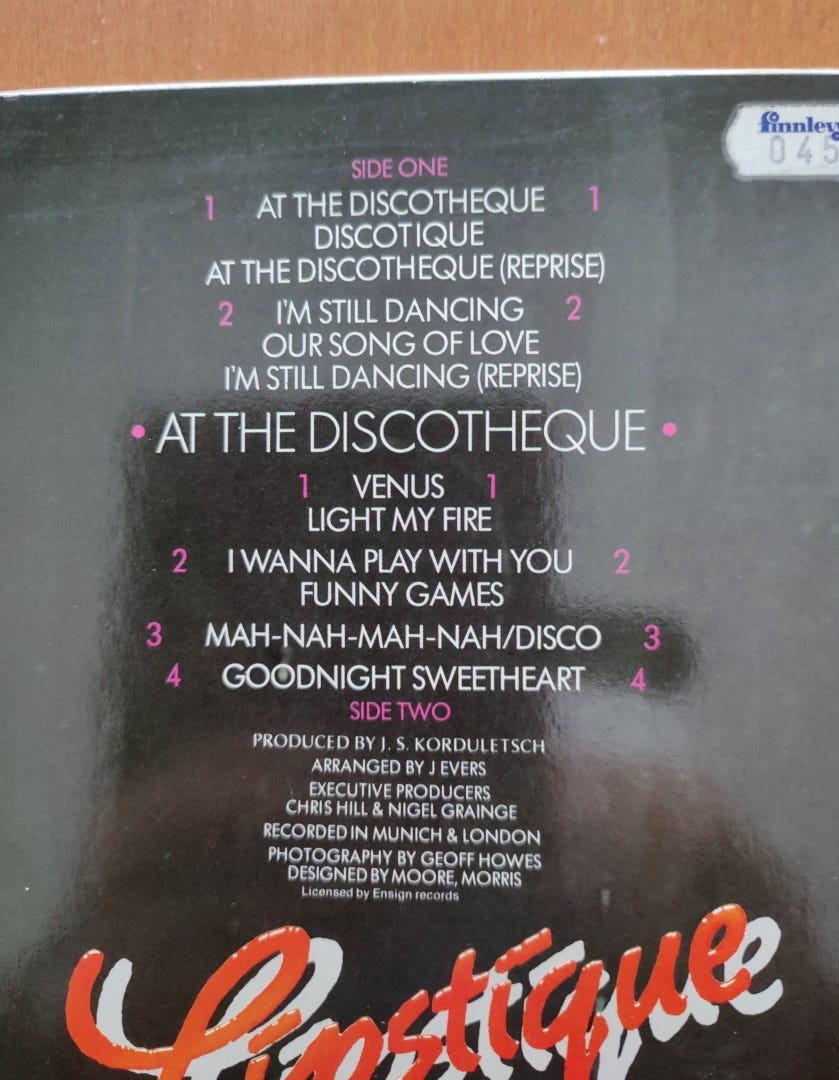 finnley
045
SIDE ONE
1 AT THE DISCOTHEQUE 1
DISCOTIQUE
AT THE DISCOTHEQUE (REPRISE)
2 I'M STILL DANCING 2
OUR SONG OF LOVE
I'M STILL DANCING (REPRISE)
• AT THE DISCOTHEQUE •
1 VENUS 1
LIGHT MY FIRE
2 I WANNA PLAY WITH YOU 2
FUNNY GAMES
3 MAH-NAH-MAH-NAH/DISCO 3
4 GOODNIGHT SWEETHEART 4
SIDE TWO
PRODUCED BY J. S. KORDULETSCH
ARRANGED BY J EVERS
EXECUTIVE PRODUCERS
CHRIS HILL & NIGEL GRAINGE
RECORDED IN MUNICH & LONDON
PHOTOGRAPHY BY GEOFF HOWES
DESIGNED BY MOORE, MORRIS
Licensed by Ensign records
Lipstique